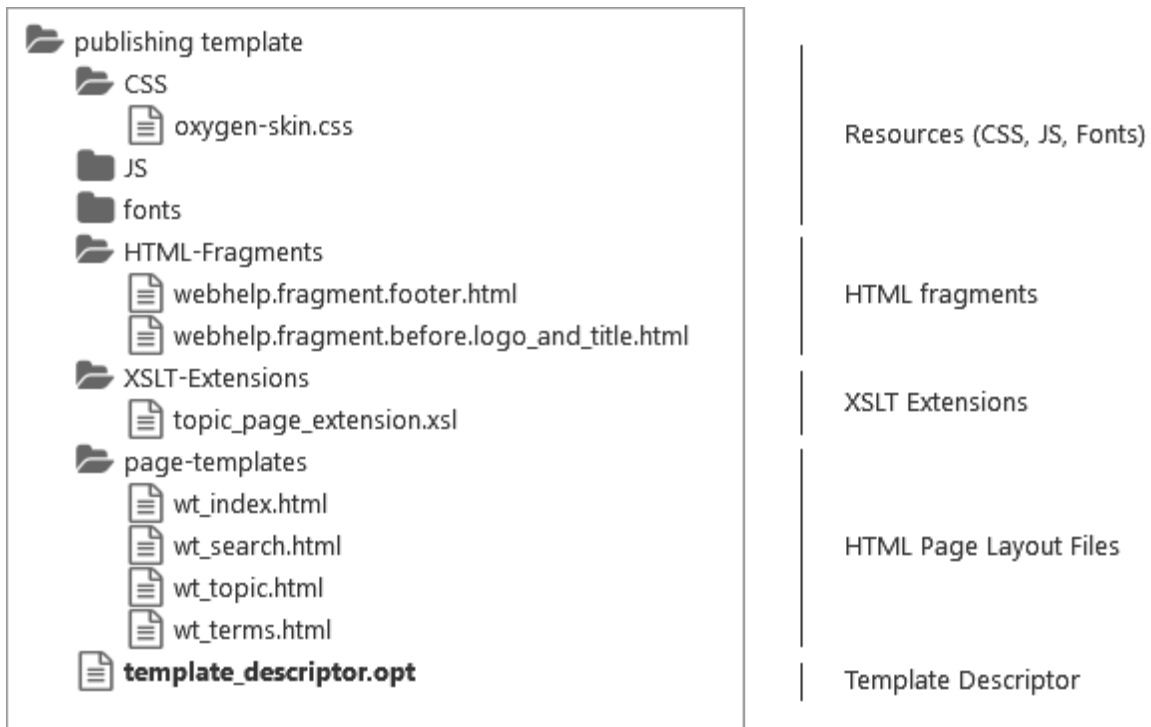 publishing template
CSS
oxygen-skin.css
JS
fonts
HTML-Fragments
webhelp.fragment.footer.html
webhelp.fragment.before.logo_and_title.html
XSLT-Extensions
topic_page_extension.xsl
page-templates
wt_index.html
wt_search.html
wt_topic.html
wt_terms.html
template_descriptor.opt
Resources (CSS, JS, Fonts)
HTML fragments
XSLT Extensions
HTML Page Layout Files
Template Descriptor